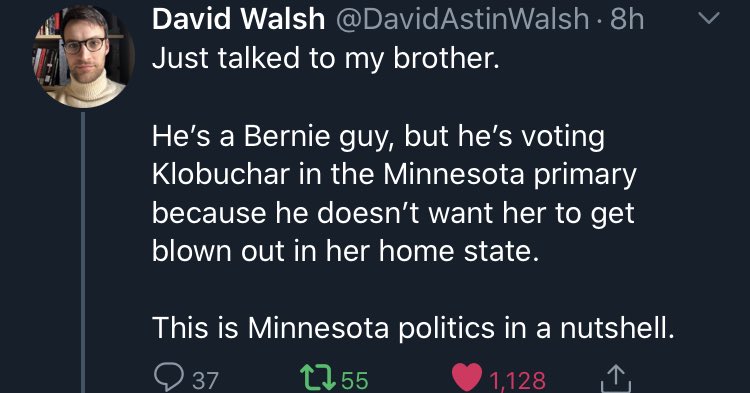 David Walsh @DavidAstinWalsh · 8h
Just talked to my brother.
He’s a Bernie guy, but he’s voting
Klobuchar in the Minnesota primary
because he doesn’t want her to get
blown out in her home state.
This is Minnesota politics in a nutshell.
37 55 1,128